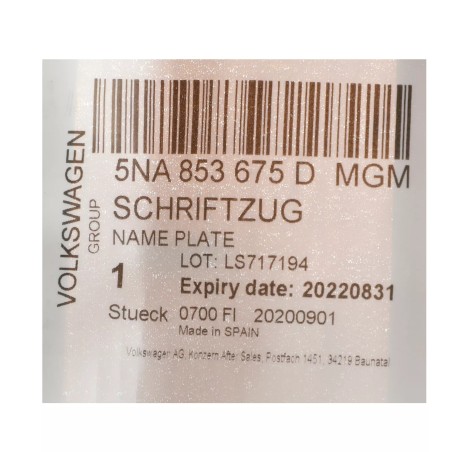 VOLKSWAGEN
GROUP
5NA 853 675 D MGM
SCHRIFTZUG
NAME PLATE
LOT: LS717194
1 Expiry date: 20220831
Stueck 0700 FI 20200901
Made in SPAIN
Volkswagen AG, Konzern After Sales, Postfach 1451, 34219 Baunatal